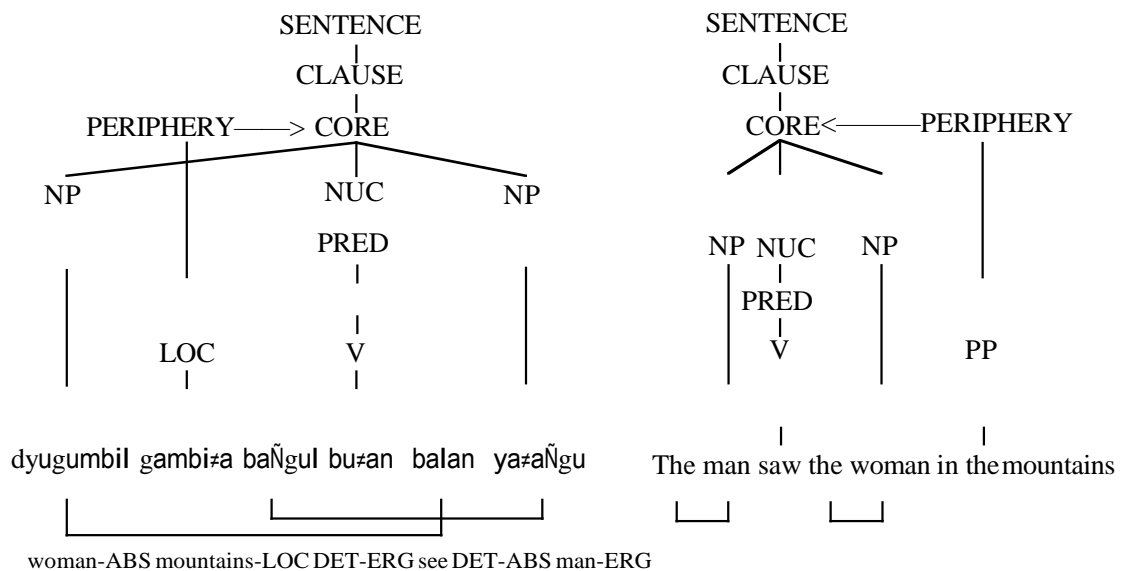 SENTENCE SENTENCE
CLAUSE CLAUSE
PERIPHERY——> CORE CORE<———PERIPHERY
NP NUC NP
PRED NP NUC NP
PRED
LOC V V PP
dyugumbil gambi≠a baÑgul bu≠an balan ya≠aÑgu The man saw the woman in the mountains
woman-ABS mountains-LOC DET-ERG see DET-ABS man-ERG